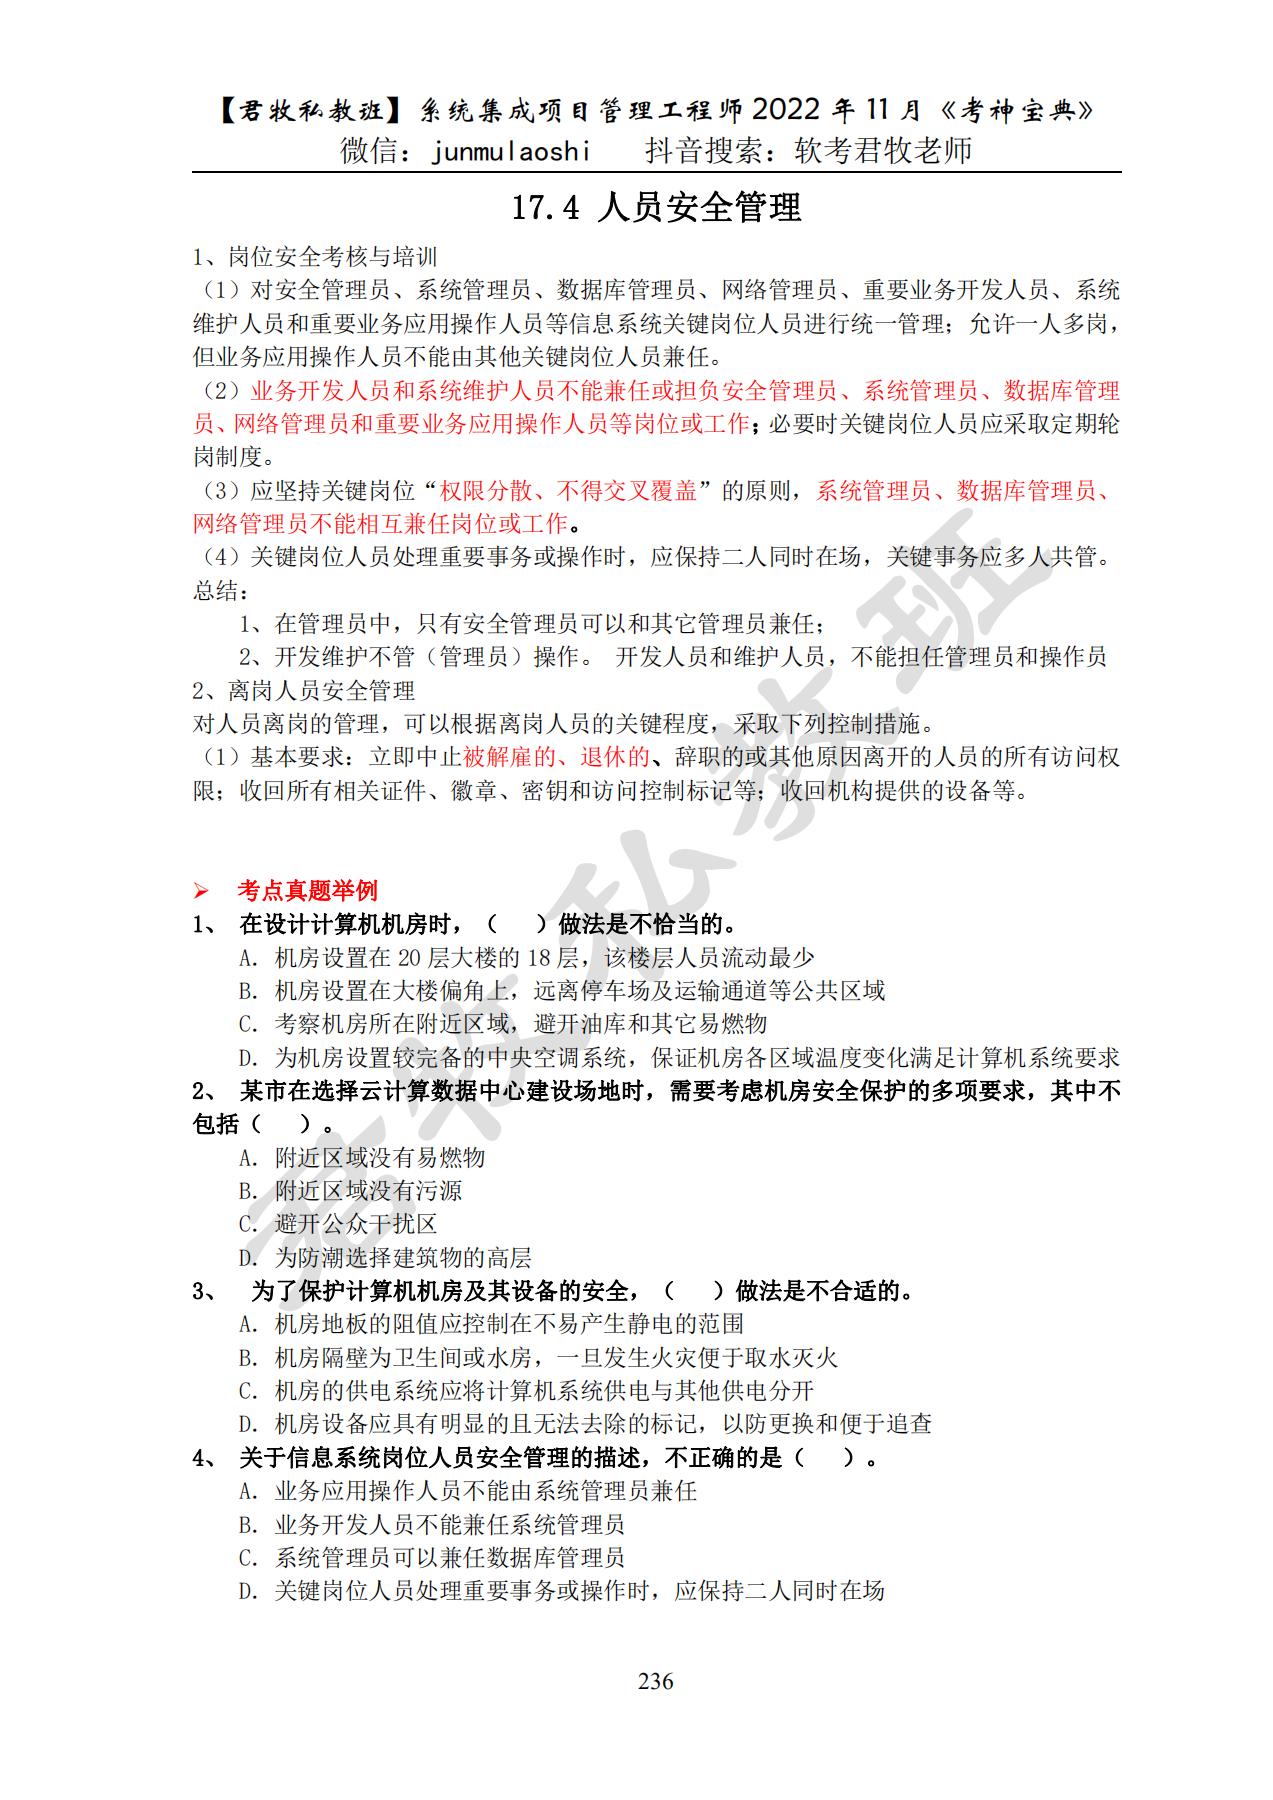 【君牧私教班】系统集成项目管理工程师 2022 年 11 月《考神宝典》
微信：junmulaoshi 抖音搜索：软考君牧老师
17.4 人员安全管理
1、岗位安全考核与培训
（1）对安全管理员、系统管理员、数据库管理员、网络管理员、重要业务开发人员、系统
维护人员和重要业务应用操作人员等信息系统关键岗位人员进行统一管理；允许一人多岗，
但业务应用操作人员不能由其他关键岗位人员兼任。
（2）业务开发人员和系统维护人员不能兼任或担负安全管理员、系统管理员、数据库管理
员、网络管理员和重要业务应用操作人员等岗位或工作；必要时关键岗位人员应采取定期轮
岗制度。
（3）应坚持关键岗位“权限分散、不得交叉覆盖”的原则，系统管理员、数据库管理员、
网络管理员不能相互兼任岗位或工作。
（4）关键岗位人员处理重要事务或操作时，应保持二人同时在场，关键事务应多人共管。
总结：
1、在管理员中，只有安全管理员可以和其它管理员兼任；
2、开发维护不管（管理员）操作。 开发人员和维护人员，不能担任管理员和操作员
2、离岗人员安全管理
对人员离岗的管理，可以根据离岗人员的关键程度，采取下列控制措施。
（1）基本要求：立即中止被解雇的、退休的、辞职的或其他原因离开的人员的所有访问权
限；收回所有相关证件、徽章、密钥和访问控制标记等；收回机构提供的设备等。
➢ 考点真题举例
1、 在设计计算机机房时，（ ）做法是不恰当的。
A．机房设置在 20 层大楼的 18 层，该楼层人员流动最少
B．机房设置在大楼偏角上，远离停车场及运输通道等公共区域
C．考察机房所在附近区域，避开油库和其它易燃物
D．为机房设置较完备的中央空调系统，保证机房各区域温度变化满足计算机系统要求
2、 某市在选择云计算数据中心建设场地时，需要考虑机房安全保护的多项要求，其中不
包括（ ）。
A．附近区域没有易燃物
B．附近区域没有污源
C．避开公众干扰区
D．为防潮选择建筑物的高层
3、 为了保护计算机机房及其设备的安全，（ ）做法是不合适的。
A．机房地板的阻值应控制在不易产生静电的范围
B．机房隔壁为卫生间或水房，一旦发生火灾便于取水灭火
C．机房的供电系统应将计算机系统供电与其他供电分开
D．机房设备应具有明显的且无法去除的标记，以防更换和便于追查
4、 关于信息系统岗位人员安全管理的描述，不正确的是（ ）。
A．业务应用操作人员不能由系统管理员兼任
B．业务开发人员不能兼任系统管理员
C．系统管理员可以兼任数据库管理员
D．关键岗位人员处理重要事务或操作时，应保持二人同时在场
236
君牧私教班